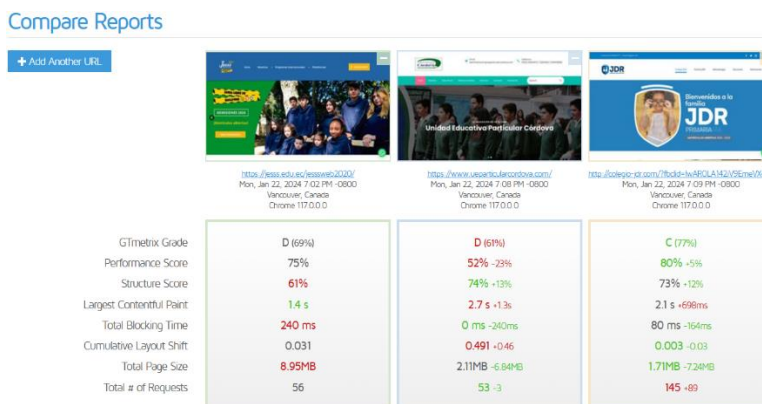 Compare Reports
+ Add Another URL
Unidad Educativa Particular Córdova
JDR
Bienvenidos a la
familia
JDR
https://jesss.edu.ec/jesssweb2020/
Mon, Jan 22, 2024 7:02 PM -0800
Vancouver, Canada
Chrome 117.0.0.0
https://www.ueparticularcordova.com/
Mon, Jan 22, 2024 7:08 PM -0800
Vancouver, Canada
Chrome 117.0.0.0
Mon, Jan 22, 2024 7:09 PM -0800
Vancouver, Canada
Chrome 117.0.0.0
GTmetrix Grade D (69%) D (61%) C (77%)
Performance Score 75% 52% -23% 80% +5%
Structure Score 61% 74% +13% 73% +12%
Largest Contentful Paint 1.4 s 2.7 s +1.3s 2.1 s +698ms
Total Blocking Time 240 ms 0 ms -240ms 80 ms -164ms
Cumulative Layout Shift 0.031 0.491 +0.46 0.003 -0.03
Total Page Size 8.95MB 2.11MB -6.84MB 1.71MB -7.24MB
Total # of Requests 56 53 -3 145 +89